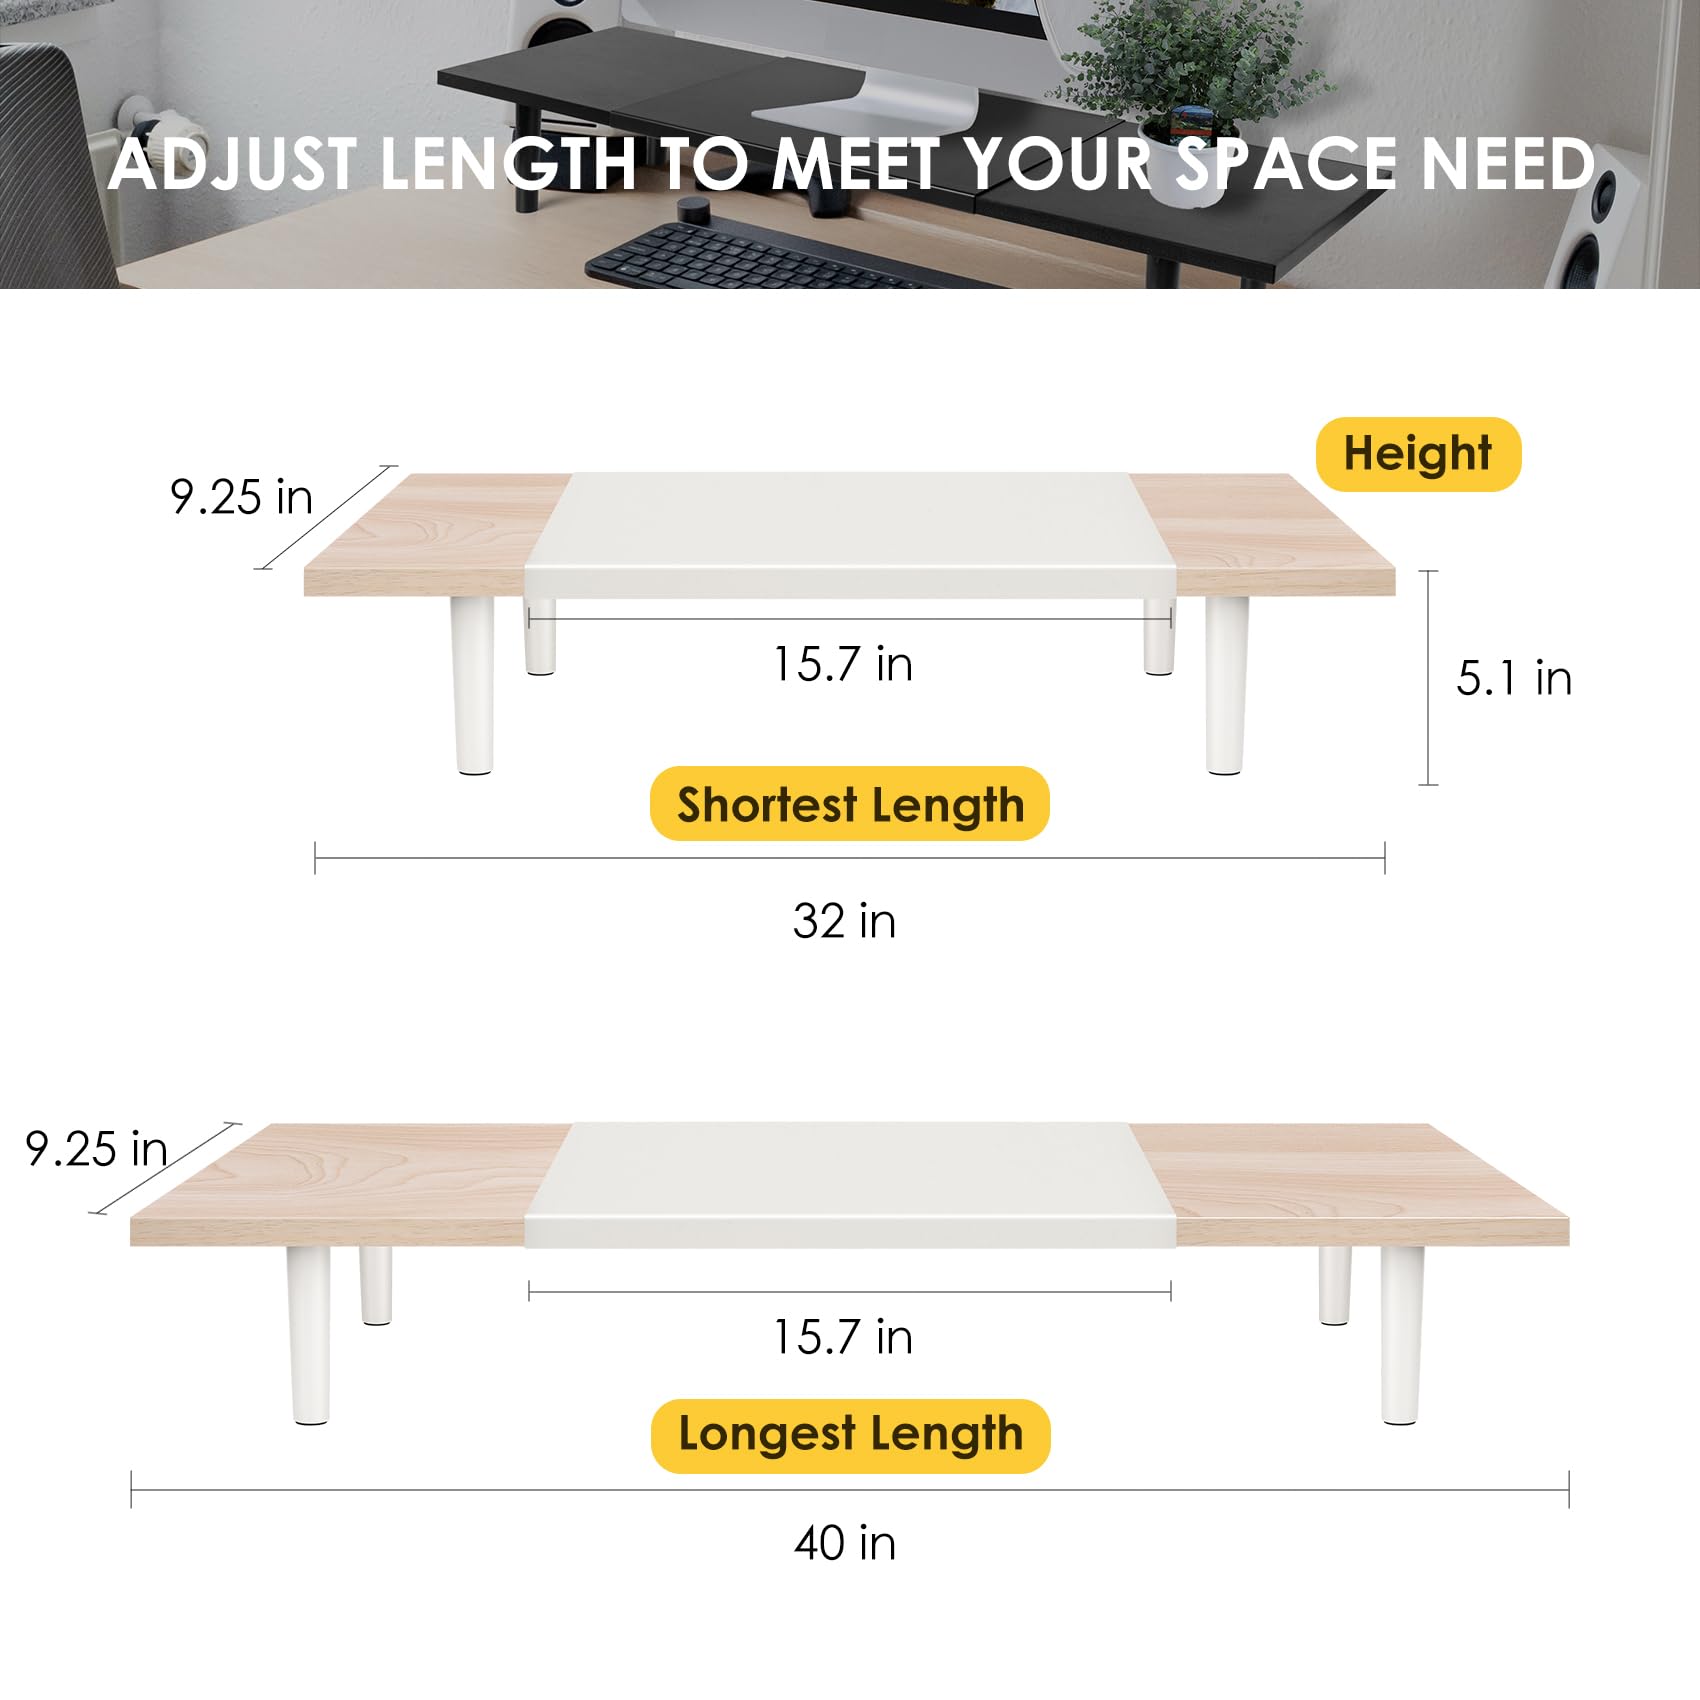 ADJUST LENGTH TO MEET YOUR SPACE NEED
Height
9.25 in
15.7 in
5.1 in
Shortest Length
32 in
9.25 in
15.7 in
Longest Length
40 in